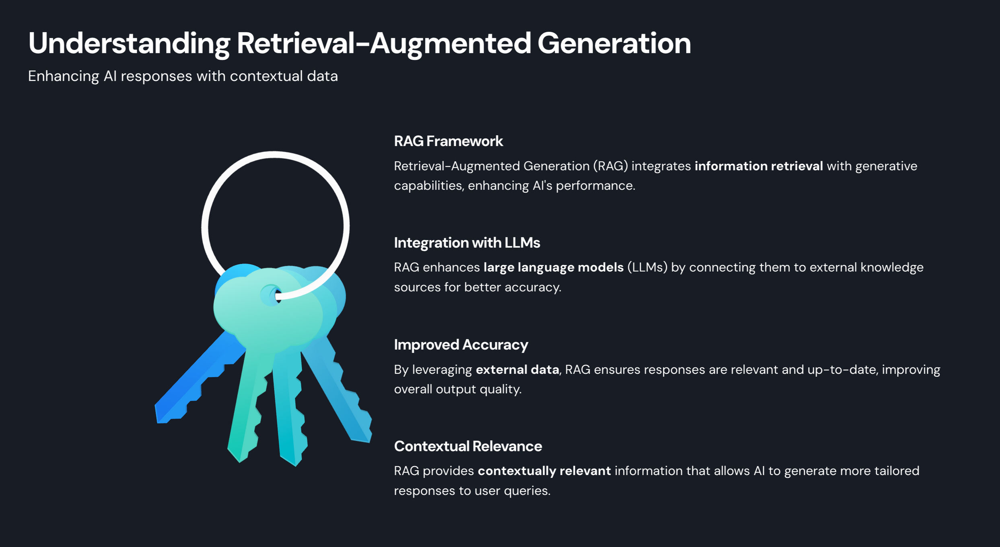 Understanding Retrieval-Augmented Generation
Enhancing AI responses with contextual data
RAG Framework
Retrieval-Augmented Generation (RAG) integrates information retrieval with generative
capabilities, enhancing AI's performance.
Integration with LLMs
RAG enhances large language models (LLMs) by connecting them to external knowledge
sources for better accuracy.
Improved Accuracy
By leveraging external data, RAG ensures responses are relevant and up-to-date, improving
overall output quality.
Contextual Relevance
RAG provides contextually relevant information that allows AI to generate more tailored
responses to user queries.